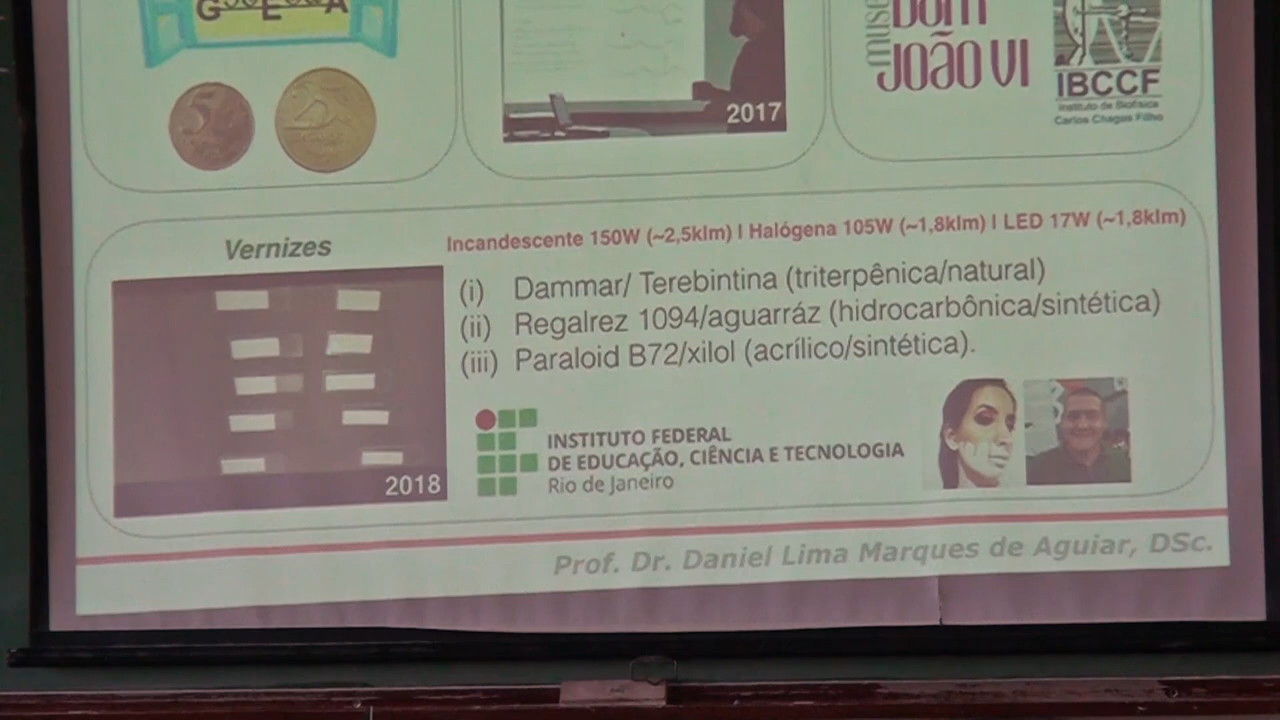 2017
DOM
JOÃO VI
IBCCF
Instituto de Biofísica
Carlos Chagas Filho
Vernizes
Incandescente 150W (~2,5klm) I Halógena 105W (~1,8klm) I LED 17W (~1,8klm)
(i) Dammar/ Terebintina (triterpênica/natural)
(ii) Regalrez 1094/aguarráz (hidrocarbônica/sintética)
(iii) Paraloid B72/xilol (acrílico/sintética).
INSTITUTO FEDERAL
DE EDUCAÇÃO, CIÊNCIA E TECNOLOGIA
Rio de Janeiro
2018
Prof. Dr. Daniel Lima Marques de Aguiar, DSc.